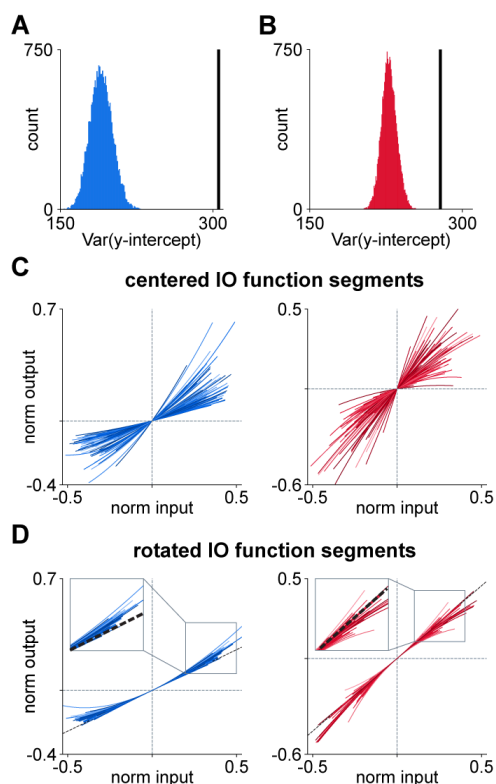 A
B
750
750
count
count
0
0
150
300
150
300
Var(y-intercept)
Var(y-intercept)
C
centered IO function segments
0.7
0.5
norm output
-0.4
-0.6
-0.5
0.5
-0.5
0.5
norm input
norm input
D
rotated IO function segments
0.7
0.5
norm output
-0.4
-0.6
-0.5
0.5
-0.5
0.5
norm input
norm input